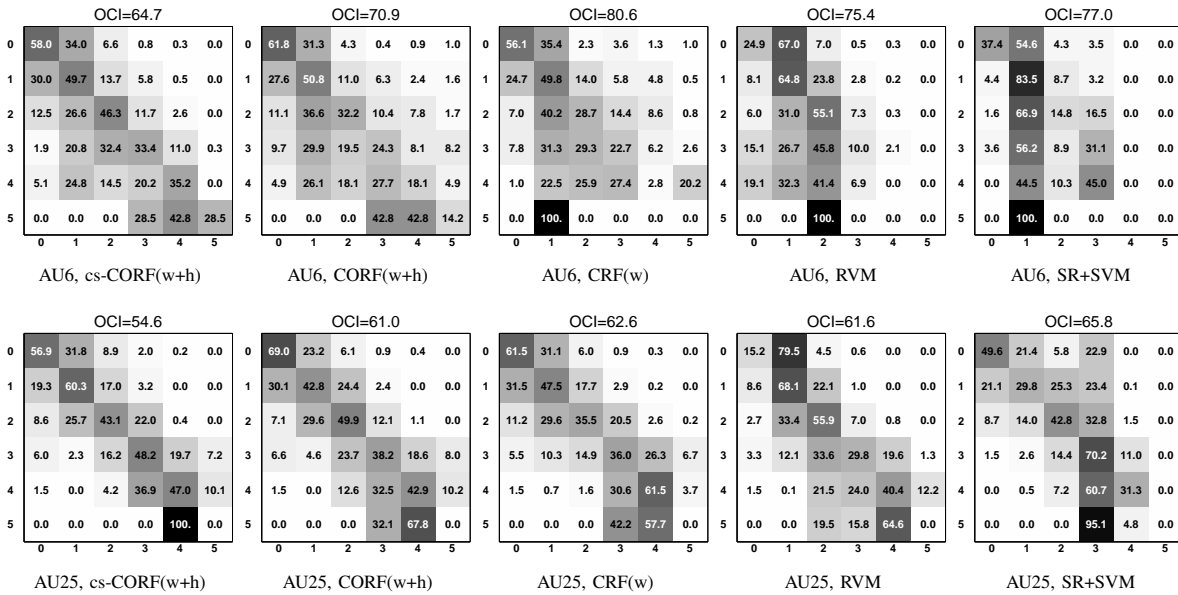 OCI=64.7 OCI=70.9 OCI=80.6 OCI=75.4 OCI=77.0
0 58.0 34.0 6.6 0.8 0.3 0.0 0 61.8 31.3 4.3 0.4 0.9 1.0 0 56.1 35.4 2.3 3.6 1.3 1.0 0 24.9 67.0 7.0 0.5 0.3 0.0 0 37.4 54.6 4.3 3.5 0.0 0.0
1 30.0 49.7 13.7 5.8 0.5 0.0 1 27.6 50.8 11.0 6.3 2.4 1.6 1 24.7 49.8 14.0 5.8 4.8 0.5 1 8.1 64.8 23.8 2.8 0.2 0.0 1 4.4 83.5 8.7 3.2 0.0 0.0
2 12.5 26.6 46.3 11.7 2.6 0.0 2 11.1 36.6 32.2 10.4 7.8 1.7 2 7.0 40.2 28.7 14.4 8.6 0.8 2 6.0 31.0 55.1 7.3 0.3 0.0 2 1.6 66.9 14.8 16.5 0.0 0.0
3 1.9 20.8 32.4 33.4 11.0 0.3 3 9.7 29.9 19.5 24.3 8.1 8.2 3 7.8 31.3 29.3 22.7 6.2 2.6 3 15.1 26.7 45.8 10.0 2.1 0.0 3 3.6 56.2 8.9 31.1 0.0 0.0
4 5.1 24.8 14.5 20.2 35.2 0.0 4 4.9 26.1 18.1 27.7 18.1 4.9 4 1.0 22.5 25.9 27.4 2.8 20.2 4 19.1 32.3 41.4 6.9 0.0 0.0 4 0.0 44.5 10.3 45.0 0.0 0.0
5 0.0 0.0 0.0 28.5 42.8 28.5 5 0.0 0.0 0.0 42.8 42.8 14.2 5 0.0 100. 0.0 0.0 0.0 0.0 5 0.0 0.0 100. 0.0 0.0 0.0 5 0.0 100. 0.0 0.0 0.0 0.0
0 1 2 3 4 5 0 1 2 3 4 5 0 1 2 3 4 5 0 1 2 3 4 5 0 1 2 3 4 5
AU6, cs-CORF(w+h) AU6, CORF(w+h) AU6, CRF(w) AU6, RVM AU6, SR+SVM
OCI=54.6 OCI=61.0 OCI=62.6 OCI=61.6 OCI=65.8
0 56.9 31.8 8.9 2.0 0.2 0.0 0 69.0 23.2 6.1 0.9 0.4 0.0 0 61.5 31.1 6.0 0.9 0.3 0.0 0 15.2 79.5 4.5 0.6 0.0 0.0 0 49.6 21.4 5.8 22.9 0.0 0.0
1 19.3 60.3 17.0 3.2 0.0 0.0 1 30.1 42.8 24.4 2.4 0.0 0.0 1 31.5 47.5 17.7 2.9 0.2 0.0 1 8.6 68.1 22.1 1.0 0.0 0.0 1 21.1 29.8 25.3 23.4 0.1 0.0
2 8.6 25.7 43.1 22.0 0.4 0.0 2 7.1 29.6 49.9 12.1 1.1 0.0 2 11.2 29.6 35.5 20.5 2.6 0.2 2 2.7 33.4 55.9 7.0 0.8 0.0 2 8.7 14.0 42.8 32.8 1.5 0.0
3 6.0 2.3 16.2 48.2 19.7 7.2 3 6.6 4.6 23.7 38.2 18.6 8.0 3 5.5 10.3 14.9 36.0 26.3 6.7 3 3.3 12.1 33.6 29.8 19.6 1.3 3 1.5 2.6 14.4 70.2 11.0 0.0
4 1.5 0.0 4.2 36.9 47.0 10.1 4 1.5 0.0 12.6 32.5 42.9 10.2 4 1.5 0.7 1.6 30.6 61.5 3.7 4 1.5 0.1 21.5 24.0 40.4 12.2 4 0.0 0.5 7.2 60.7 31.3 0.0
5 0.0 0.0 0.0 0.0 100. 0.0 5 0.0 0.0 0.0 32.1 67.8 0.0 5 0.0 0.0 0.0 42.2 57.7 0.0 5 0.0 0.0 19.5 15.8 64.6 0.0 5 0.0 0.0 0.0 95.1 4.8 0.0
0 1 2 3 4 5 0 1 2 3 4 5 0 1 2 3 4 5 0 1 2 3 4 5 0 1 2 3 4 5
AU25, cs-CORF(w+h) AU25, CORF(w+h) AU25, CRF(w) AU25, RVM AU25, SR+SVM